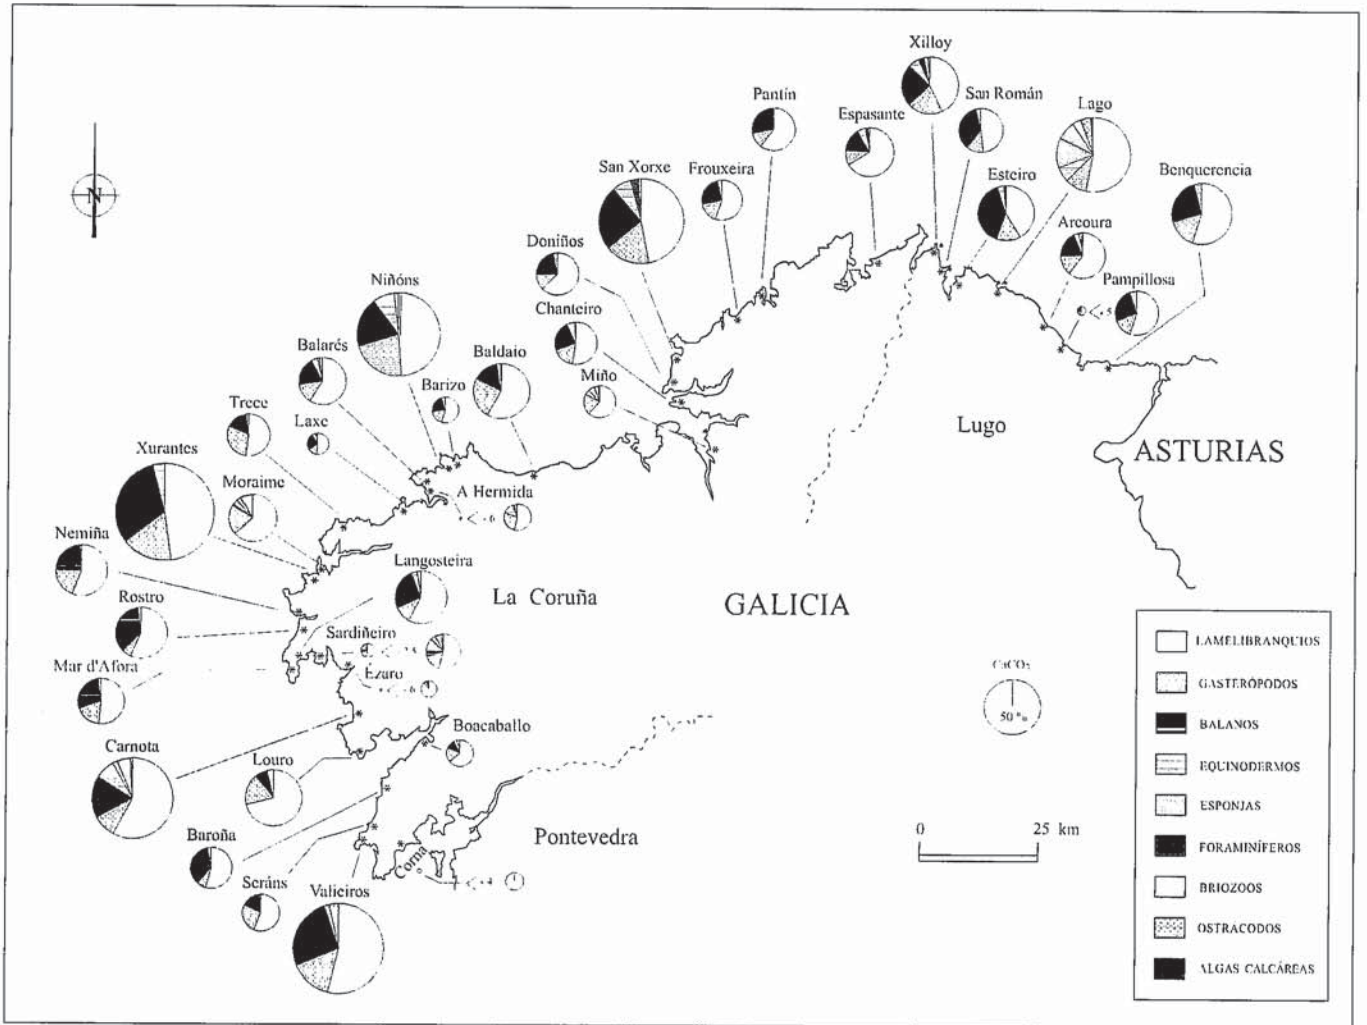 Xilloy
Pantín
San Román
Lago
Espasante
San Xorxe
Frouxeira
Esteiro
Benquerencia
N
Doniños
Arcoura
Niñóns
Pampillosa
Chanteiro
Balarés
Baldaio
Miño
Barizo
Trece
Laxe
Lugo
ASTURIAS
Xurantes
Moraime
A Hermida
Nemiña
Langosteira
La Coruña
GALICIA
Rostro
Sardiñeiro
Mar d'Afora
Ezaro
CaCO₃
50 %
Boacaballo
Carnota
Louro
Baroña
Pontevedra
0 25 km
Corna
Seráns
Valieiros
LAMELIBRANQUIOS
GASTERÓPODOS
BALANOS
EQUINODERMOS
ESPONJAS
FORAMINÍFEROS
BRIOZOOS
OSTRACODOS
ALGAS CALCÁREAS